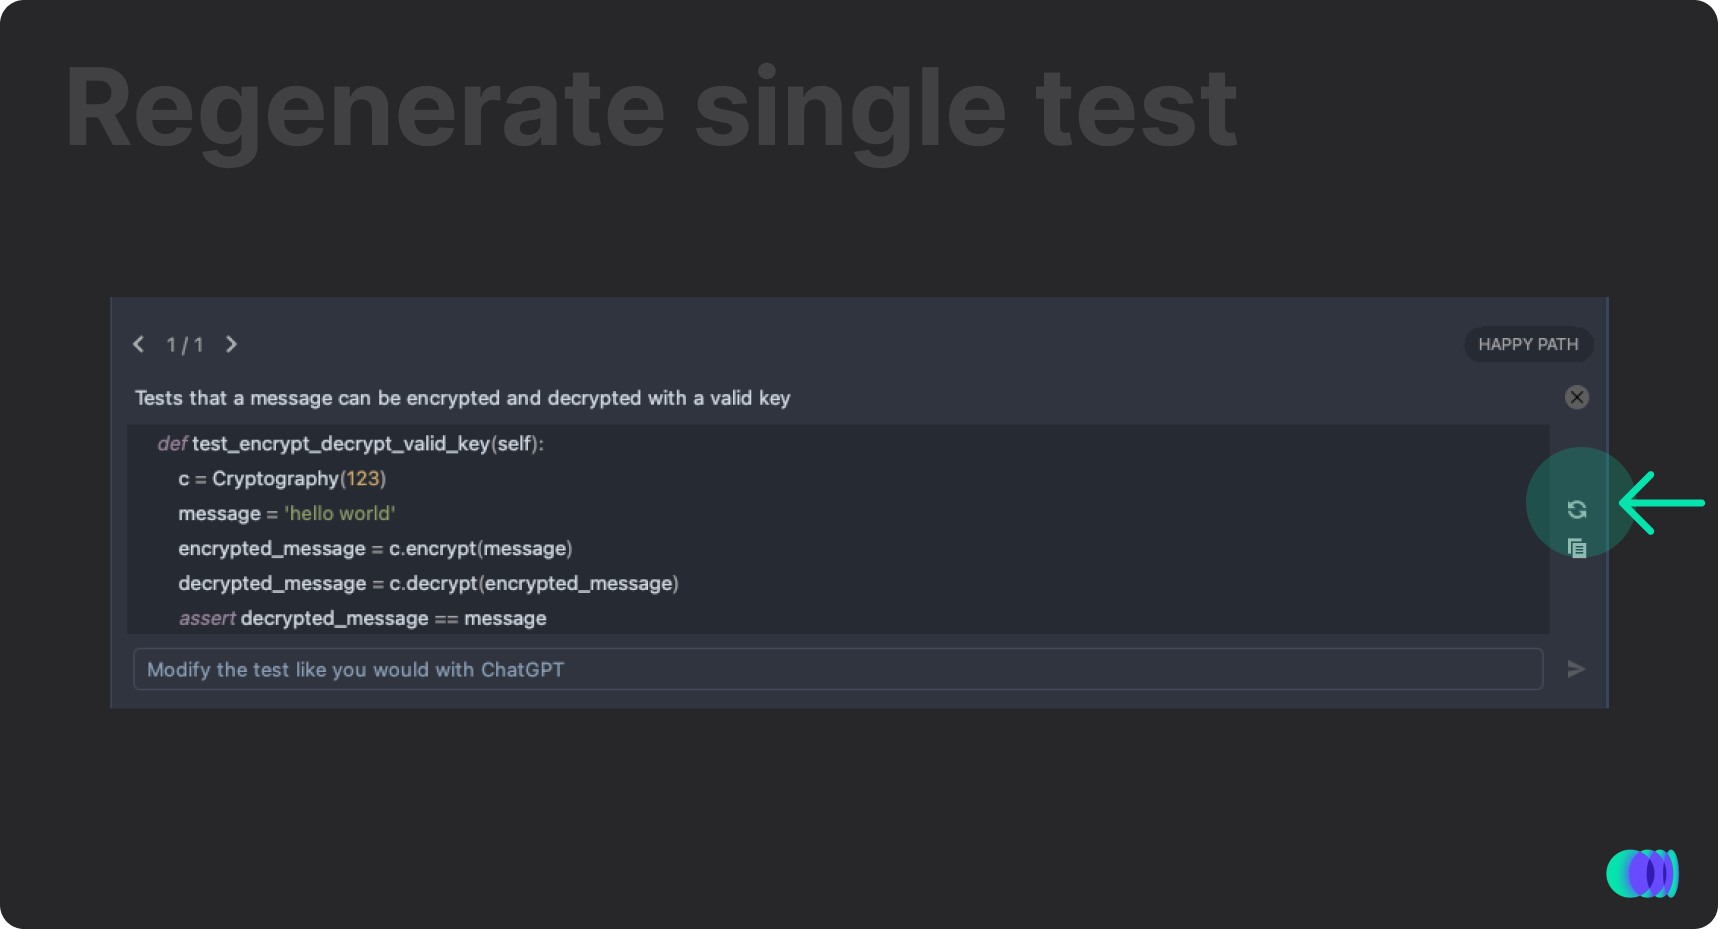 Regenerate single test
1 / 1
HAPPY PATH
Tests that a message can be encrypted and decrypted with a valid key
def test_encrypt_decrypt_valid_key(self):
c = Cryptography(123)
message = 'hello world'
encrypted_message = c.encrypt(message)
decrypted_message = c.decrypt(encrypted_message)
assert decrypted_message == message
Modify the test like you would with ChatGPT